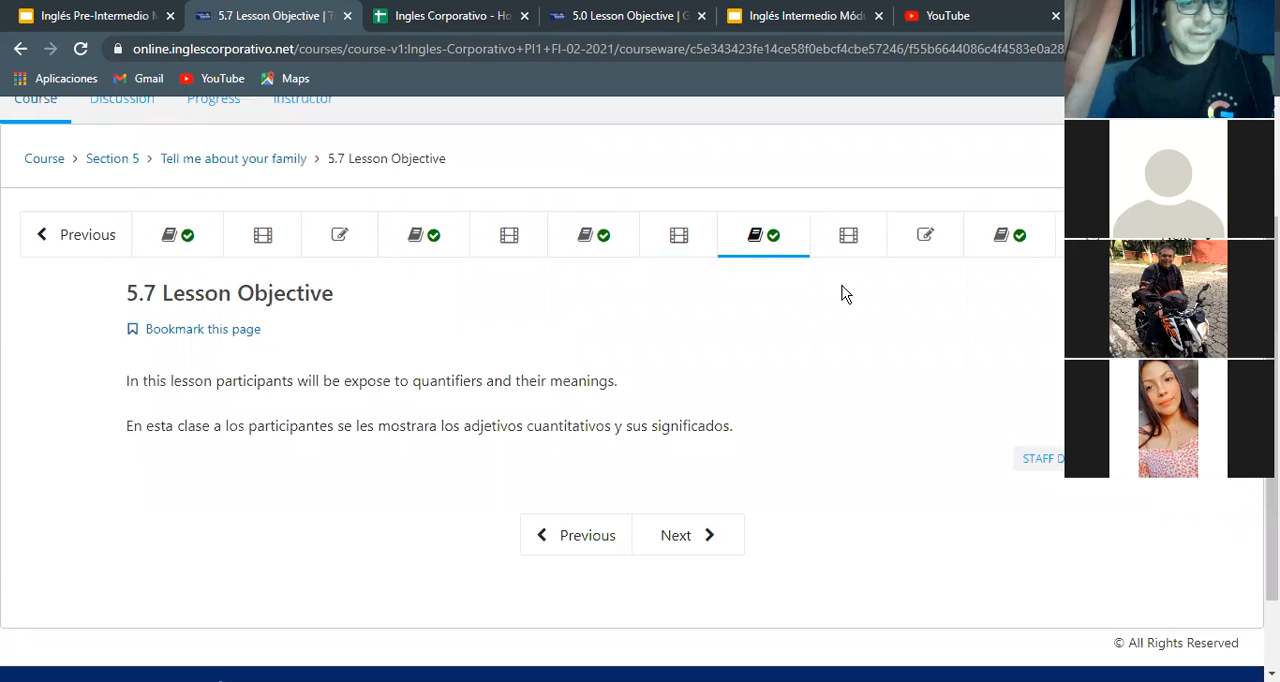 Inglés Pre-Intermedio M
5.7 Lesson Objective | T
Ingles Corporativo - Ho
5.0 Lesson Objective | G
Inglés Intermedio Módu
YouTube
online.inglescorporativo.net/courses/course-v1:Ingles-Corporativo+PI1+FI-02-2021/courseware/c5e343423fe14ce58f0ebcf4cbe57246/f55b6644086c4f4583e0a28
Aplicaciones Gmail YouTube Maps
Course Discussion Progress Instructor
Course > Section 5 > Tell me about your family > 5.7 Lesson Objective
Previous
5.7 Lesson Objective
Bookmark this page
In this lesson participants will be expose to quantifiers and their meanings.
En esta clase a los participantes se les mostrara los adjetivos cuantitativos y sus significados.
STAFF D
Previous Next
© All Rights Reserved